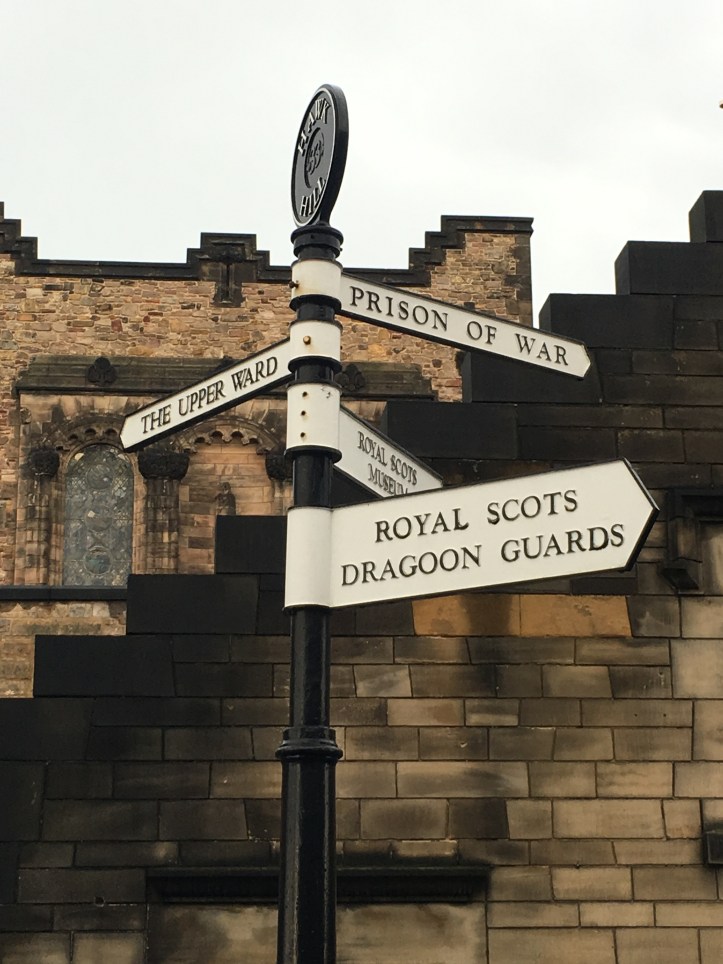 HAWK
HILL
PRISON OF WAR
THE UPPER WARD
ROYAL SCOTS
MUSEUM
ROYAL SCOTS
DRAGOON GUARDS